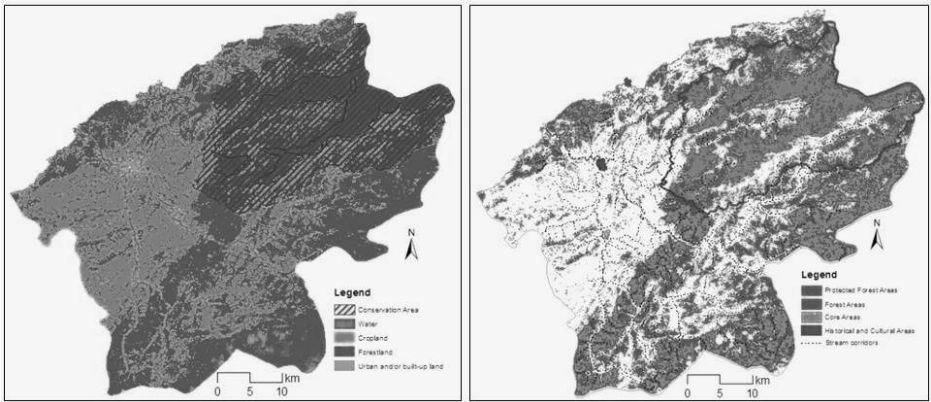 N
Legend
Conservation Area
Water
Cropland
Forestland
Urban and/or built-up land
0 5 10 km
N
Legend
Protected Forest Areas
Forest Areas
Core Areas
Historical and Cultural Areas
Stream corridors
0 5 10 km